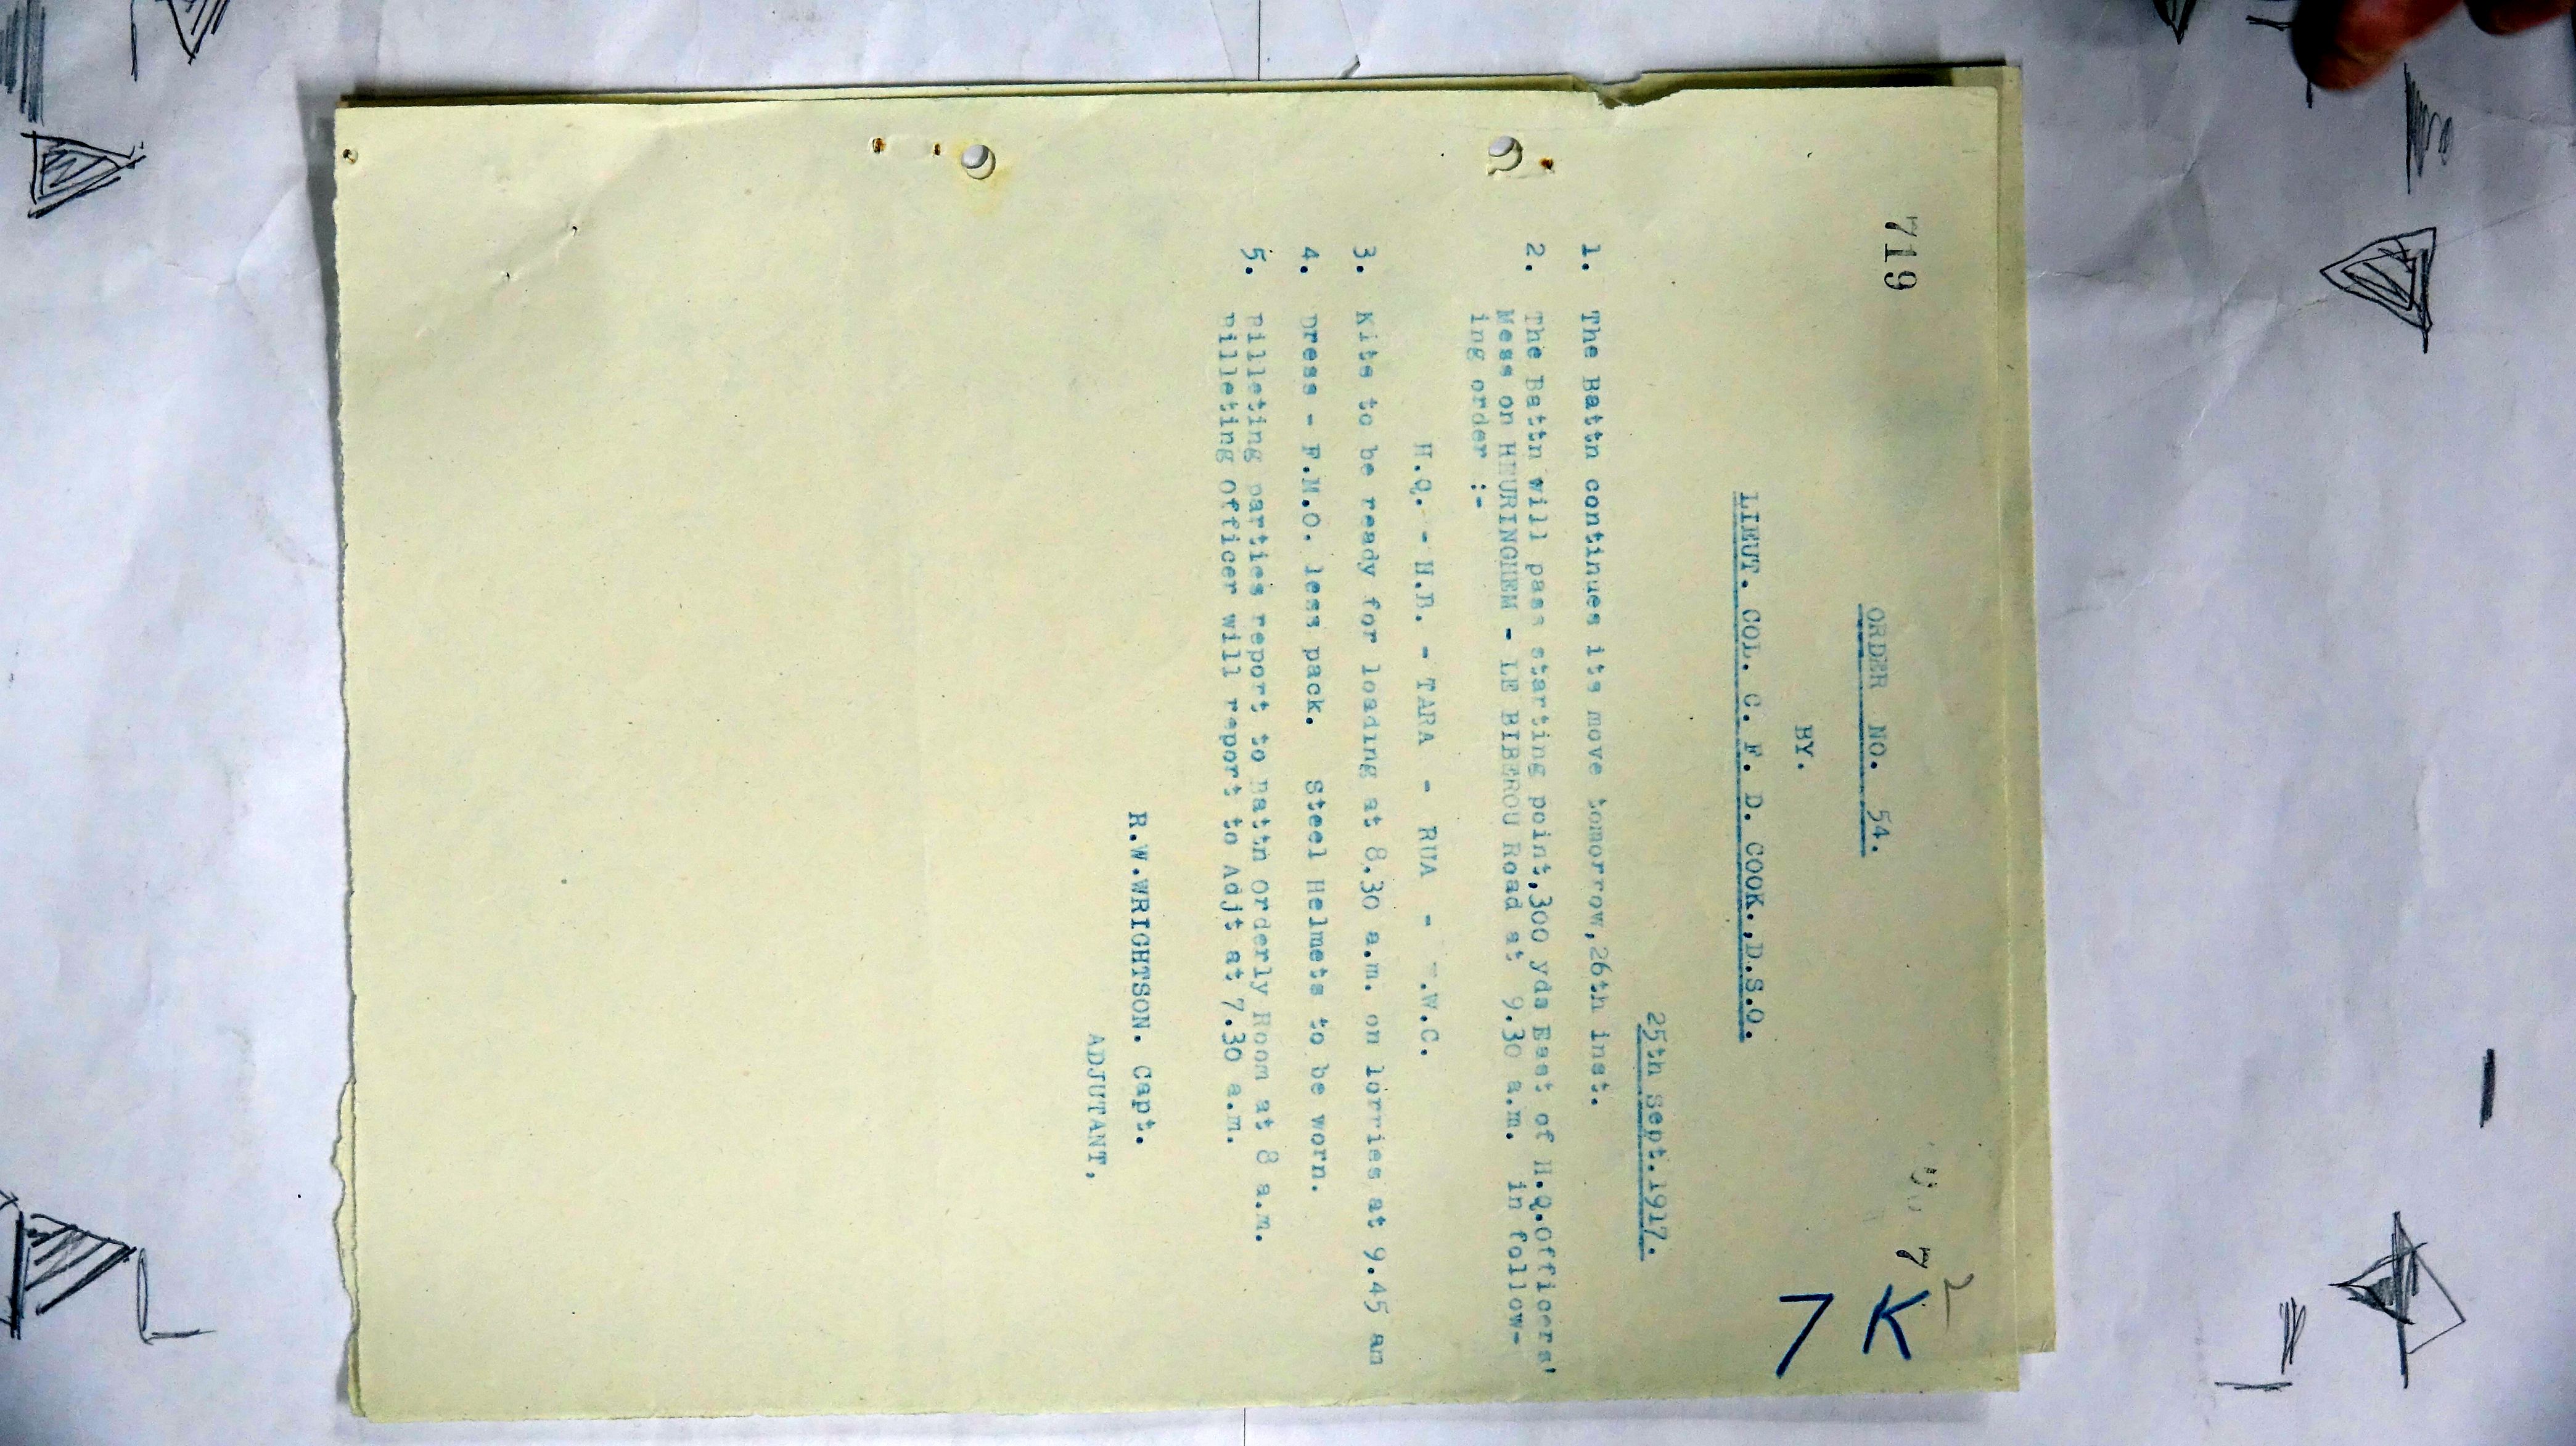 719
7
7 K
ORDER NO. 54.
BY.
LIEUT. COL. C. F. D. COOK.,D.S.O.
25th Sept.1917.
1. The Battn continues its move tomorrow,26th inst.
2. The Battn will pass starting point,300 yds East of H.Q.Officers'
Mess on HEURINGHEM - LE BIBEROU Road at 9.30 a.m. in follow-
ing order :-
H.Q. - H.B. - TARA - RUA - .W.C.
3. Kits to be ready for loading at 8.30 a.m. on lorries at 9.45 am
4. Dress - F.M.O. less pack. Steel Helmets to be worn.
5. Billeting parties report to Battn Orderly Room at 8 a.m.
Billeting Officer will report to Adjt at 7.30 a.m.
R.W.WRIGHTSON. Capt.
ADJUTANT,